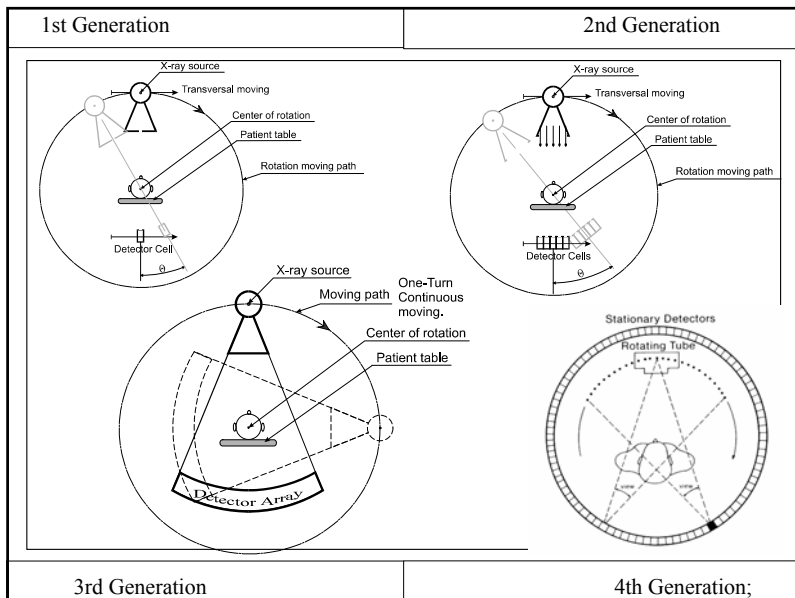 1st Generation
2nd Generation
X-ray source
Transversal moving
Center of rotation
Patient table
Rotation moving path
Detector Cell
Θ
X-ray source
Transversal moving
Center of rotation
Patient table
Rotation moving path
Detector Cells
Θ
X-ray source
Moving path
One-Turn
Continuous
moving.
Center of rotation
Patient table
Detector Array
Stationary Detectors
Rotating Tube
view
view
3rd Generation
4th Generation;